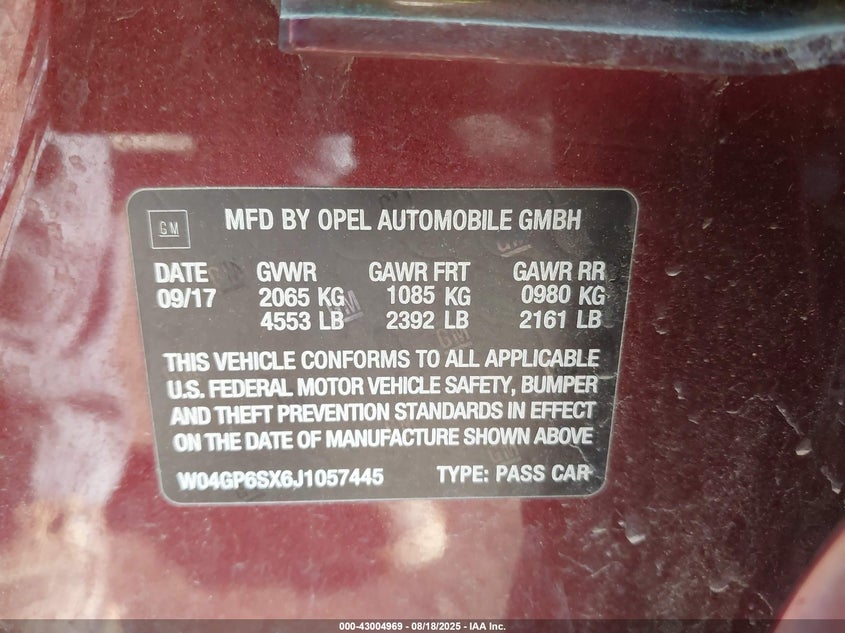 GM
MFD BY OPEL AUTOMOBILE GMBH
DATE GVWR GAWR FRT GAWR RR
09/17 2065 KG 1085 KG 0980 KG
4553 LB 2392 LB 2161 LB
THIS VEHICLE CONFORMS TO ALL APPLICABLE
U.S. FEDERAL MOTOR VEHICLE SAFETY, BUMPER
AND THEFT PREVENTION STANDARDS IN EFFECT
ON THE DATE OF MANUFACTURE SHOWN ABOVE
W04GP6SX6J1057445 TYPE: PASS CAR
000-43004969 - 08/18/2025 - IAA Inc.